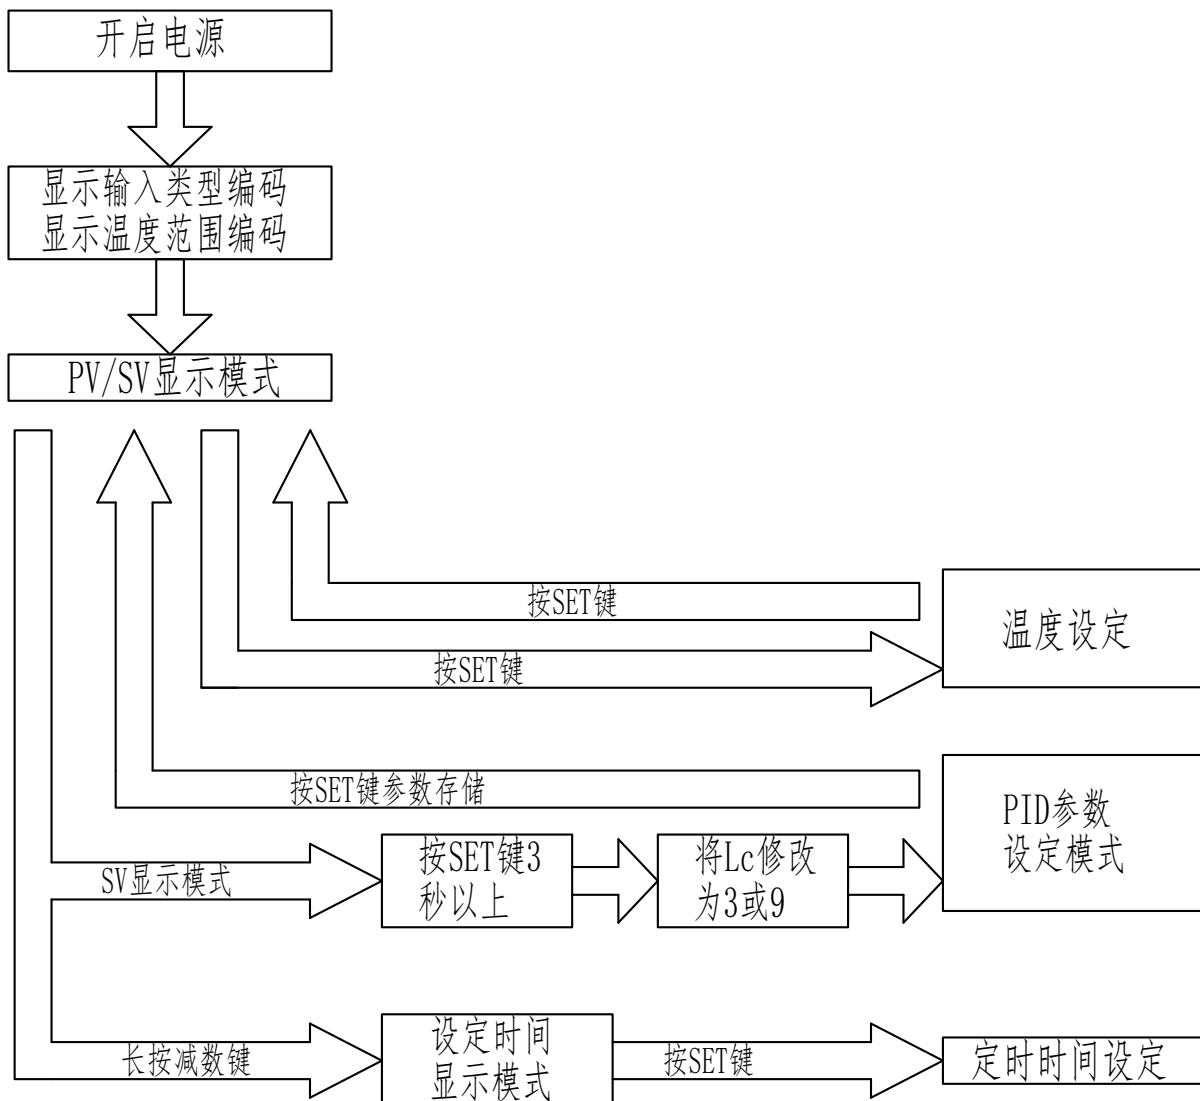 开启电源
显示输入类型编码
显示温度范围编码
PV/SV显示模式
按SET键
温度设定
按SET键
按SET键参数存储
PID参数
设定模式
SV显示模式
按SET键3
秒以上
将Lc修改
为3或9
长按减数键
设定时间
显示模式
按SET键
定时时间设定